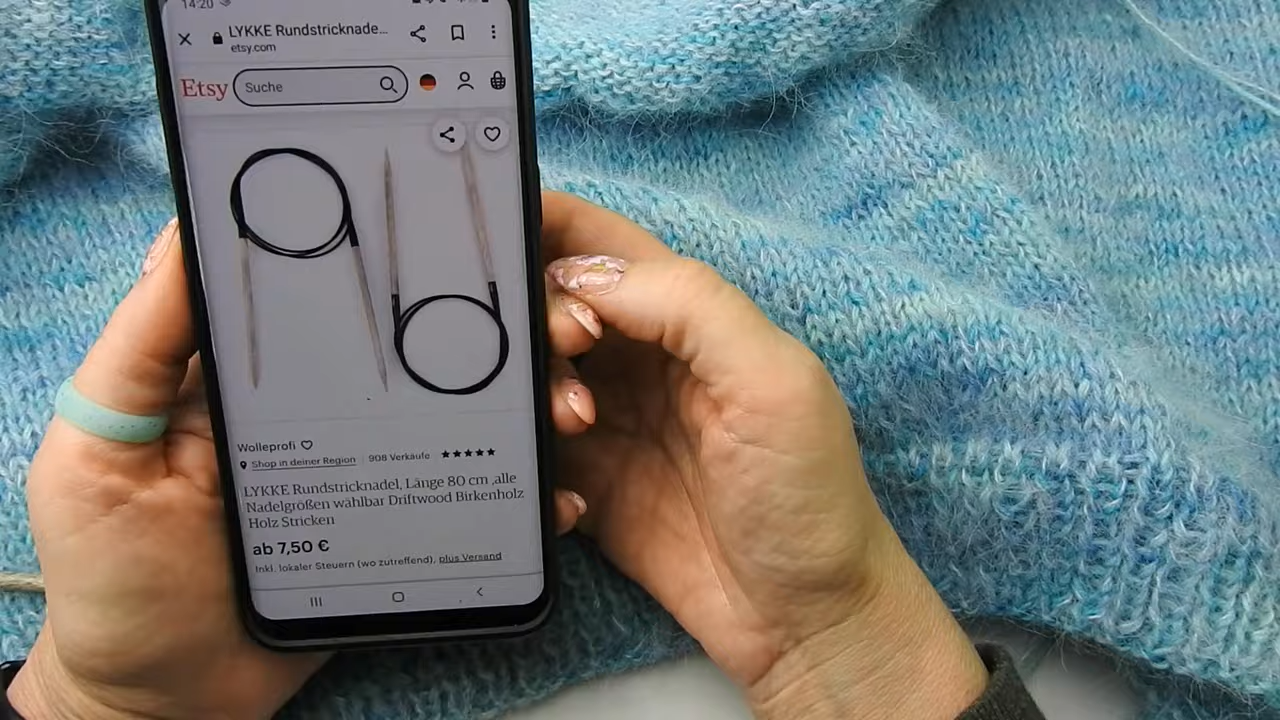 14:20
LYKKE Rundstricknade...
etsy.com
Etsy Suche
Wolleprofi
Shop in deiner Region 908 Verkäufe
LYKKE Rundstricknadel, Länge 80 cm ,alle
Nadelgrößen wählbar Driftwood Birkenholz
Holz Stricken
ab 7,50 €
Inkl. lokaler Steuern (wo zutreffend), plus Versand